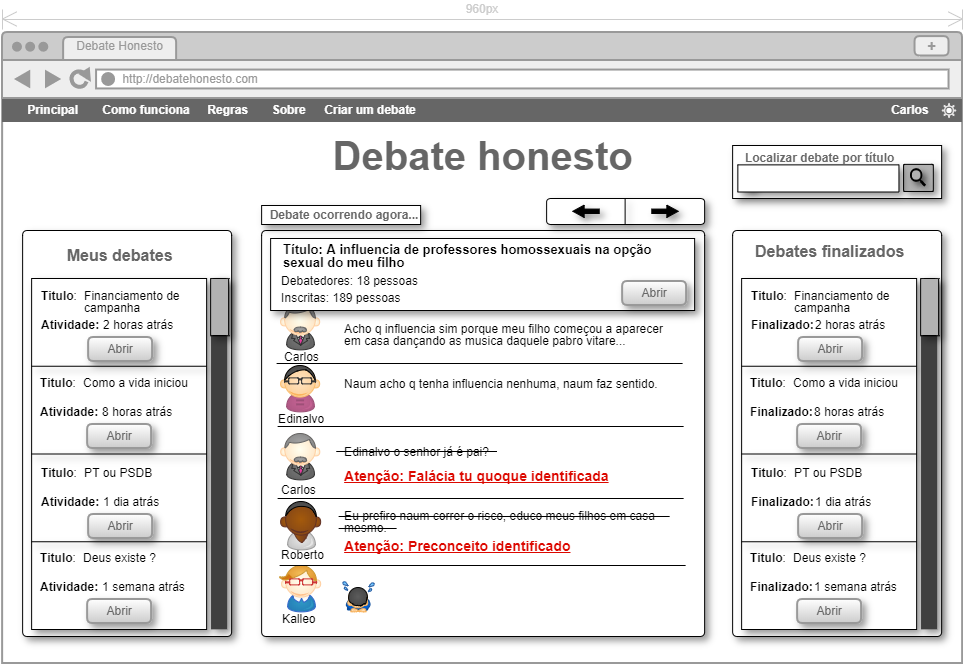 960px
Debate Honesto
+
http://debatehonesto.com
Principal Como funciona Regras Sobre Criar um debate Carlos
Debate honesto
Localizar debate por título
Debate ocorrendo agora...
Meus debates
Titulo: Financiamento de
campanha
Atividade: 2 horas atrás
Abrir
Titulo: Como a vida iniciou
Atividade: 8 horas atrás
Abrir
Titulo: PT ou PSDB
Atividade: 1 dia atrás
Abrir
Titulo: Deus existe ?
Atividade: 1 semana atrás
Abrir
Título: A influencia de professores homossexuais na opção
sexual do meu filho
Debatedores: 18 pessoas
Inscritas: 189 pessoas
Abrir
Acho q influencia sim porque meu filho começou a aparecer
em casa dançando as musica daquele pabro vitare...
Carlos
Naum acho q tenha influencia nenhuma, naum faz sentido.
Edinalvo
Edinalvo o senhor já é pai?
Atenção: Falácia tu quoque identificada
Carlos
Eu prefiro naum correr o risco, educo meus filhos em casa
mesmo.
Atenção: Preconceito identificado
Roberto
Kalleo
Debates finalizados
Titulo: Financiamento de
campanha
Finalizado: 2 horas atrás
Abrir
Titulo: Como a vida iniciou
Finalizado: 8 horas atrás
Abrir
Titulo: PT ou PSDB
Finalizado: 1 dia atrás
Abrir
Titulo: Deus existe ?
Finalizado: 1 semana atrás
Abrir